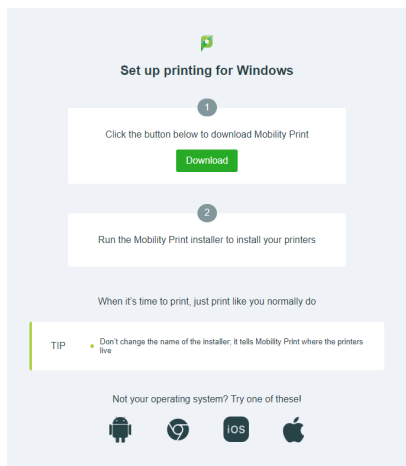 Set up printing for Windows
1
Click the button below to download Mobility Print
Download
2
Run the Mobility Print installer to install your printers
When it's time to print, just print like you normally do
TIP
Don't change the name of the installer; it tells Mobility Print where the printers
live
Not your operating system? Try one of these!
iOS